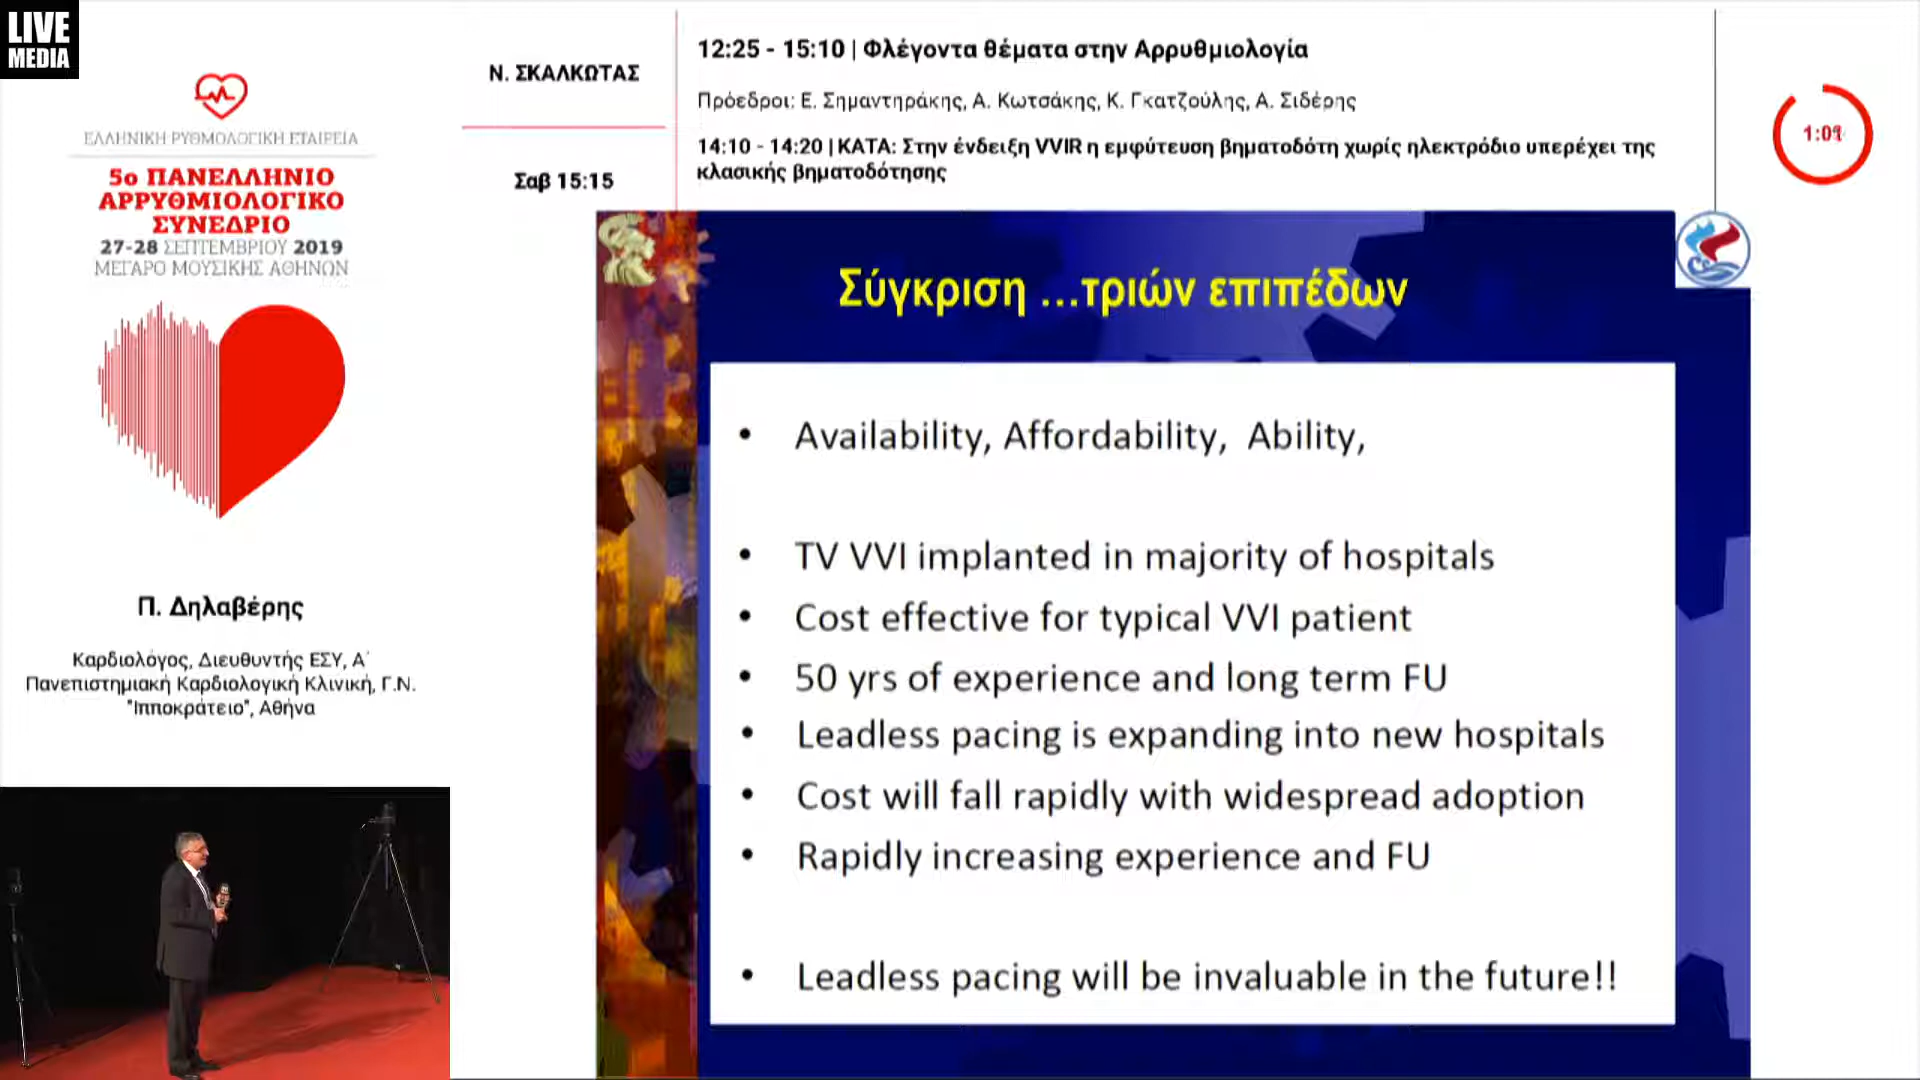 LIVE
MEDIA
ΕΛΛΗΝΙΚΗ ΡΥΘΜΟΛΟΓΙΚΗ ΕΤΑΙΡΕΙΑ
5ο ΠΑΝΕΛΛΗΝΙΟ
ΑΡΡΥΘΜΙΟΛΟΓΙΚΟ
ΣΥΝΕΔΡΙΟ
27-28 ΣΕΠΤΕΜΒΡΙΟΥ 2019
ΜΕΓΑΡΟ ΜΟΥΣΙΚΗΣ ΑΘΗΝΩΝ
Π. Δηλαβέρης
Καρδιολόγος, Διευθυντής ΕΣΥ, Α΄
Πανεπιστημιακή Καρδιολογική Κλινική, Γ.Ν.
"Ιπποκράτειο", Αθήνα
Ν. ΣΚΑΛΚΩΤΑΣ
Σαβ 15:15
12:25 - 15:10 | Φλέγοντα θέματα στην Αρρυθμιολογία
Πρόεδροι: Ε. Σημαντηράκης, Α. Κωτσάκης, Κ. Γκατζούλης, Α. Σιδέρης
14:10 - 14:20 | ΚΑΤΑ: Στην ένδειξη VVIR η εμφύτευση βηματοδότη χωρίς ηλεκτρόδιο υπερέχει της
κλασικής βηματοδότησης
Σύγκριση ...τριών επιπέδων
• Availability, Affordability, Ability,
• TV VVI implanted in majority of hospitals
• Cost effective for typical VVI patient
• 50 yrs of experience and long term FU
• Leadless pacing is expanding into new hospitals
• Cost will fall rapidly with widespread adoption
• Rapidly increasing experience and FU
• Leadless pacing will be invaluable in the future!!